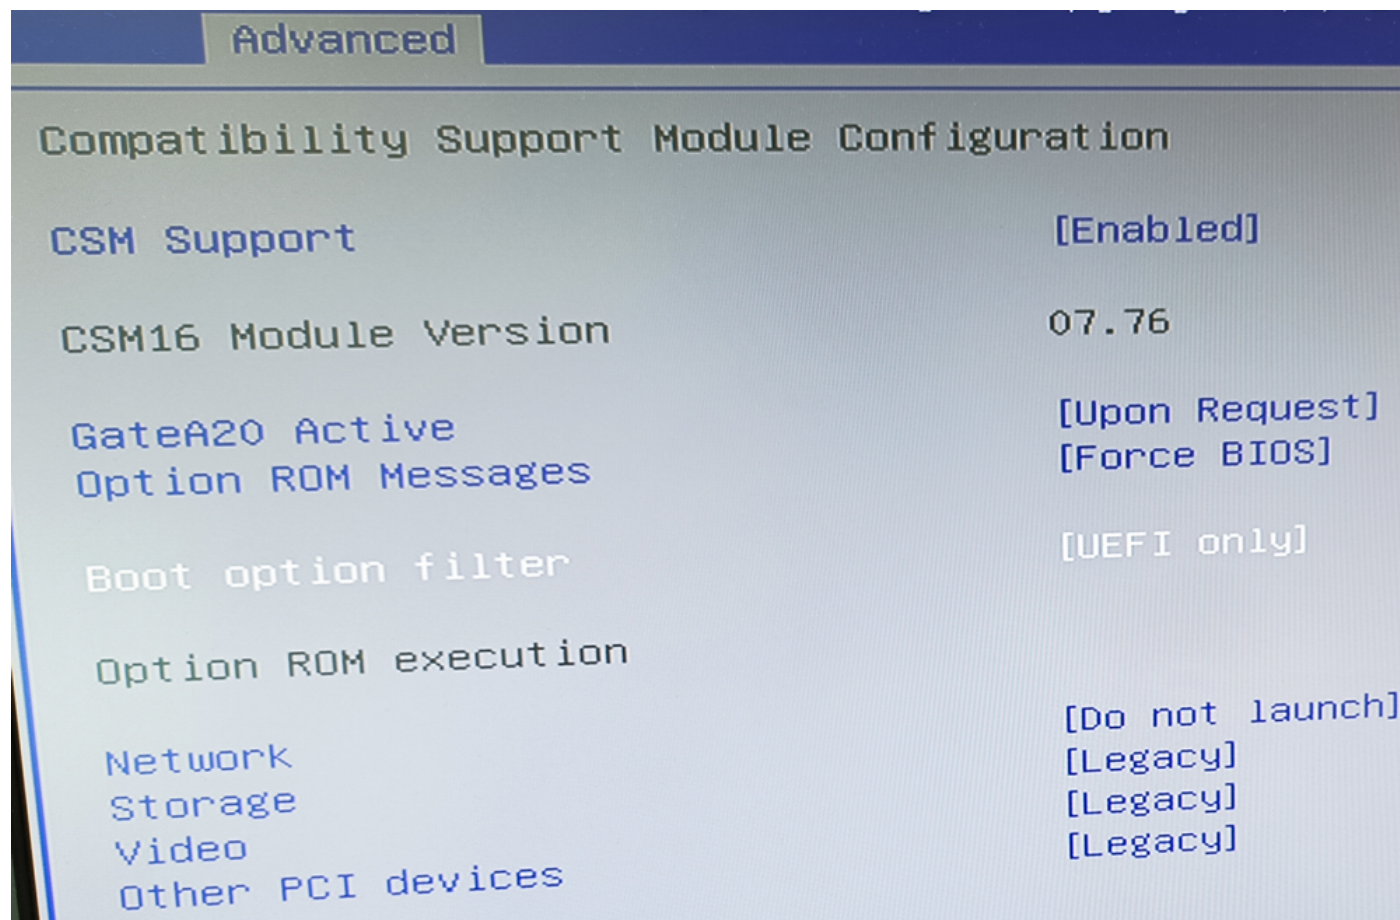 Advanced
Compatibility Support Module Configuration
CSM Support [Enabled]
CSM16 Module Version 07.76
GateA20 Active [Upon Request]
Option ROM Messages [Force BIOS]
Boot option filter [UEFI only]
Option ROM execution
Network [Do not launch]
Storage [Legacy]
Video [Legacy]
Other PCI devices [Legacy]